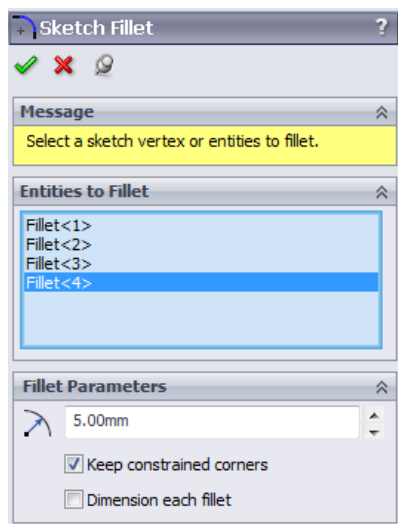 Sketch Fillet ?
Message
Select a sketch vertex or entities to fillet.
Entities to Fillet
Fillet<1>
Fillet<2>
Fillet<3>
Fillet<4>
Fillet Parameters
5.00mm
Keep constrained corners
Dimension each fillet